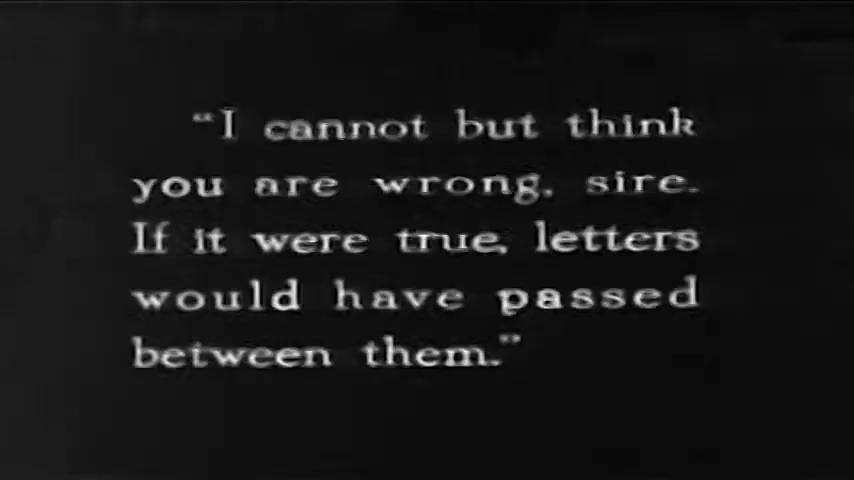 “I cannot but think
you are wrong, sire.
If it were true, letters
would have passed
between them.”